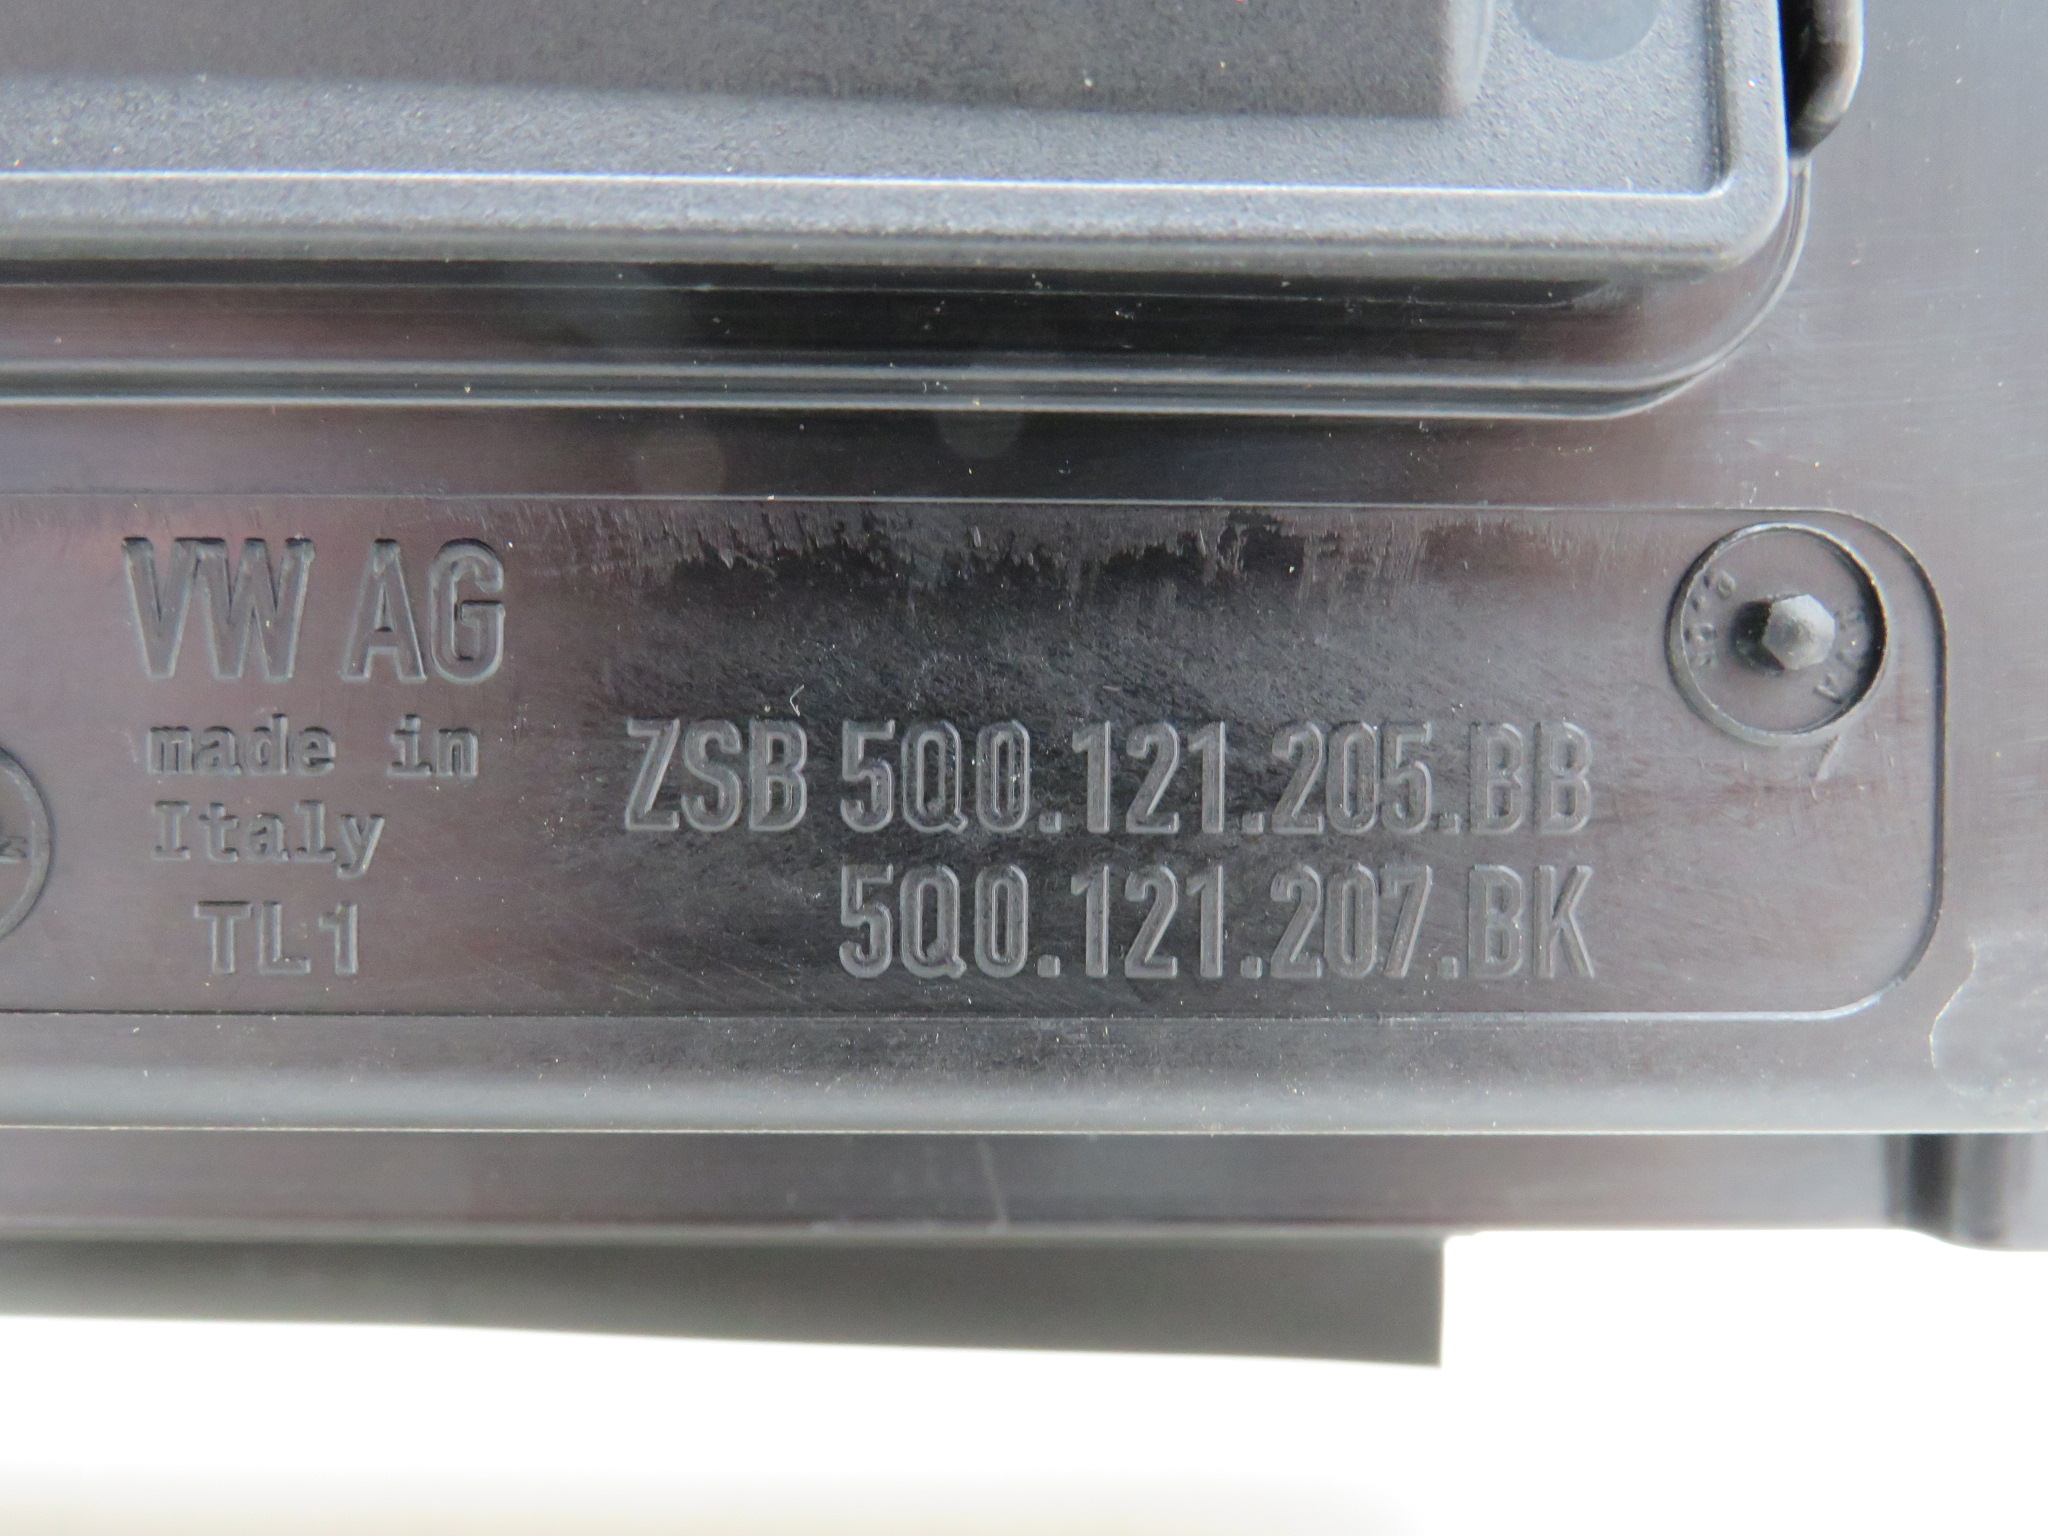 VW AG
made in
Italy
TL1
ZSB 5Q0.121.205.BB
5Q0.121.207.BK